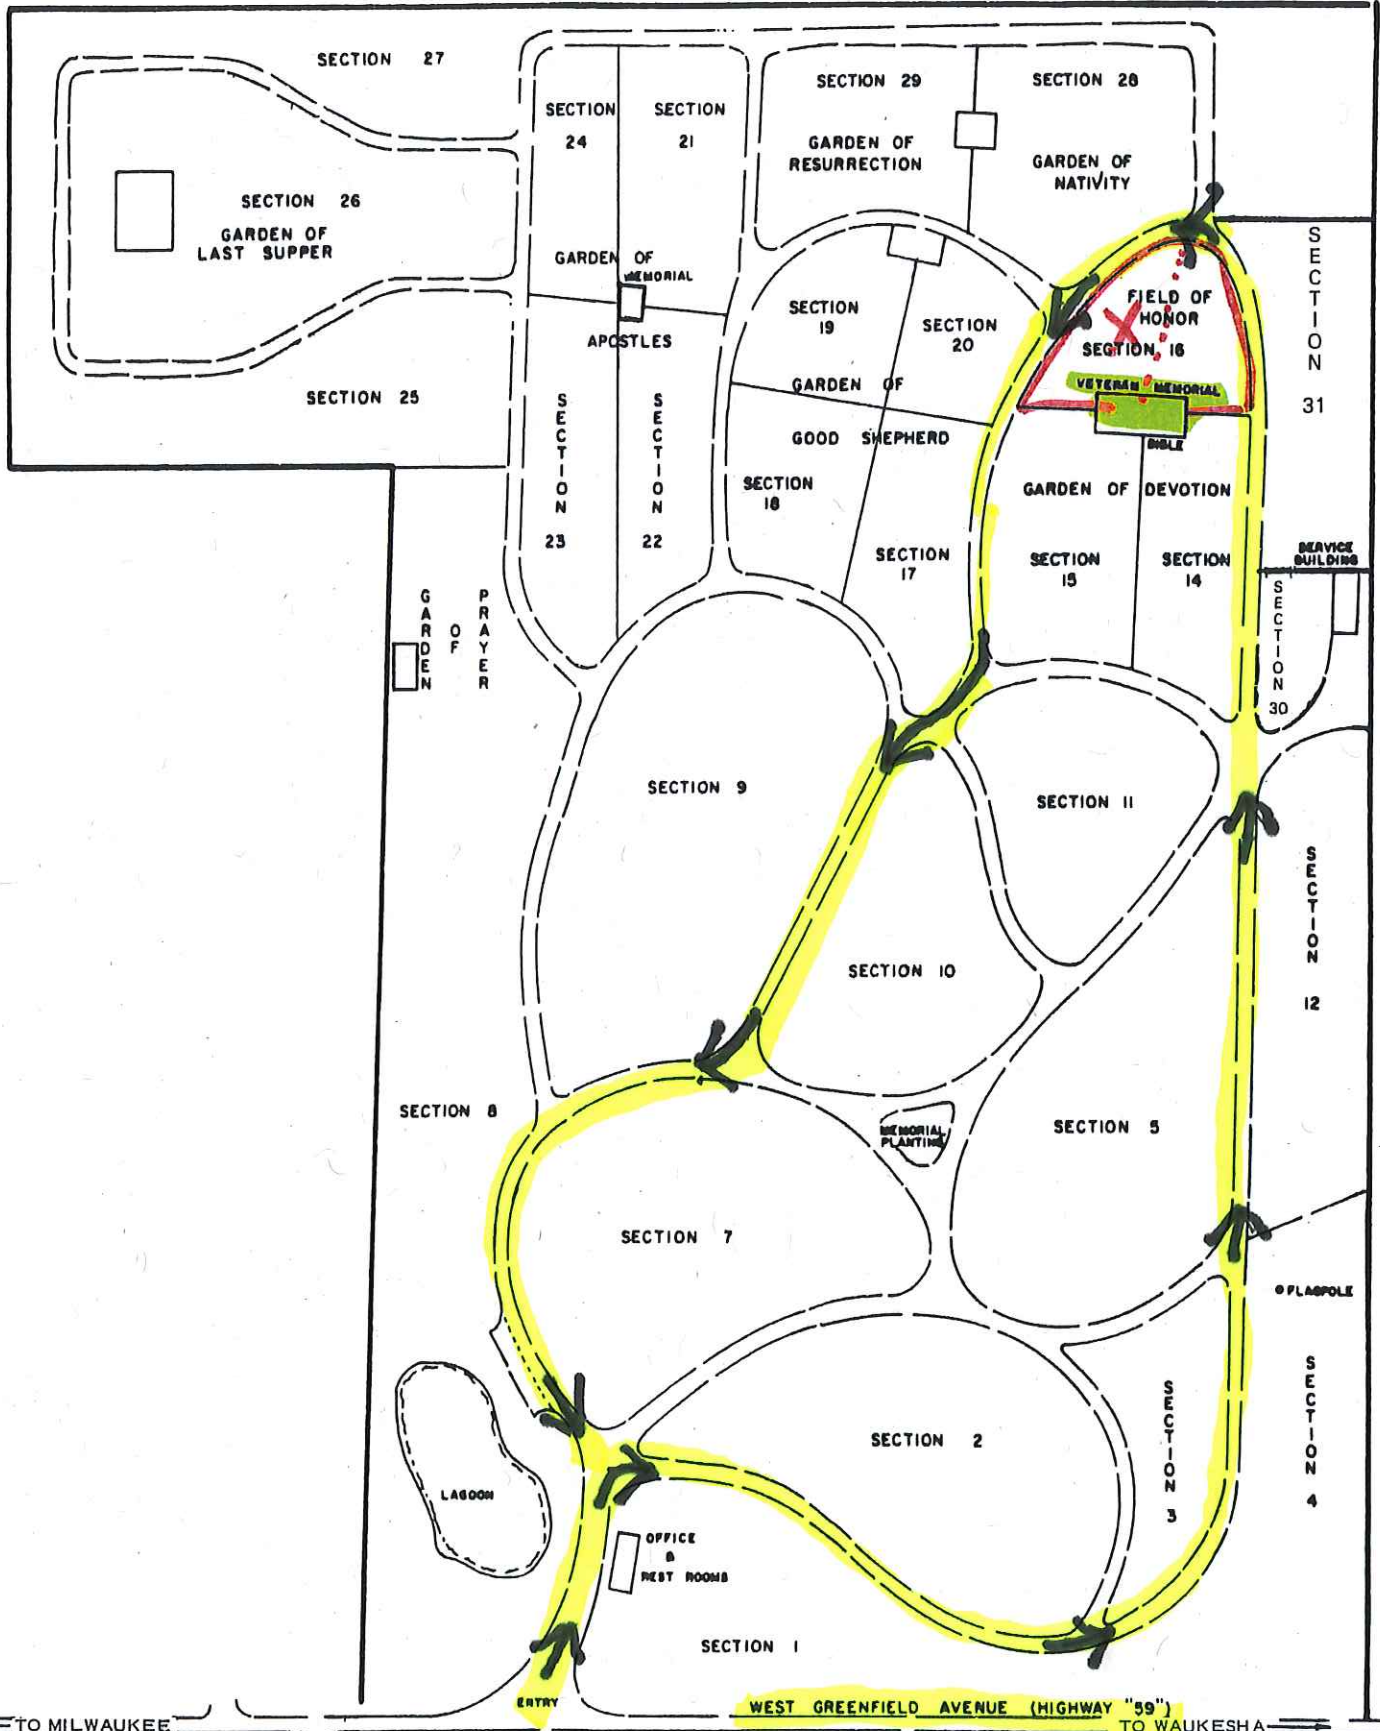 SECTION 27
SECTION 24
SECTION 21
SECTION 29
GARDEN OF
RESURRECTION
SECTION 28
GARDEN OF
NATIVITY
SECTION 26
GARDEN OF
LAST SUPPER
GARDEN OF
MEMORIAL
APOSTLES
SECTION 31
FIELD OF
HONOR
SECTION 16
VETERAN MEMORIAL
BIBLE
SECTION
19
SECTION
20
GARDEN OF
GOOD SHEPHERD
SECTION 25
SECTION 23
SECTION 22
SECTION
18
SECTION
17
GARDEN OF DEVOTION
SECTION
15
SECTION
14
SERVICE
BUILDING
SECTION 30
GARDEN OF PRAYER
SECTION 9
SECTION 11
SECTION 10
SECTION 12
SECTION 8
MEMORIAL
PLANTING
SECTION 5
SECTION 7
FLAGPOLE
SECTION 2
SECTION 3
SECTION 4
LAGOON
OFFICE
&
REST ROOMS
SECTION 1
ENTRY
WEST GREENFIELD AVENUE (HIGHWAY "59")
TO MILWAUKEE
TO WAUKESHA